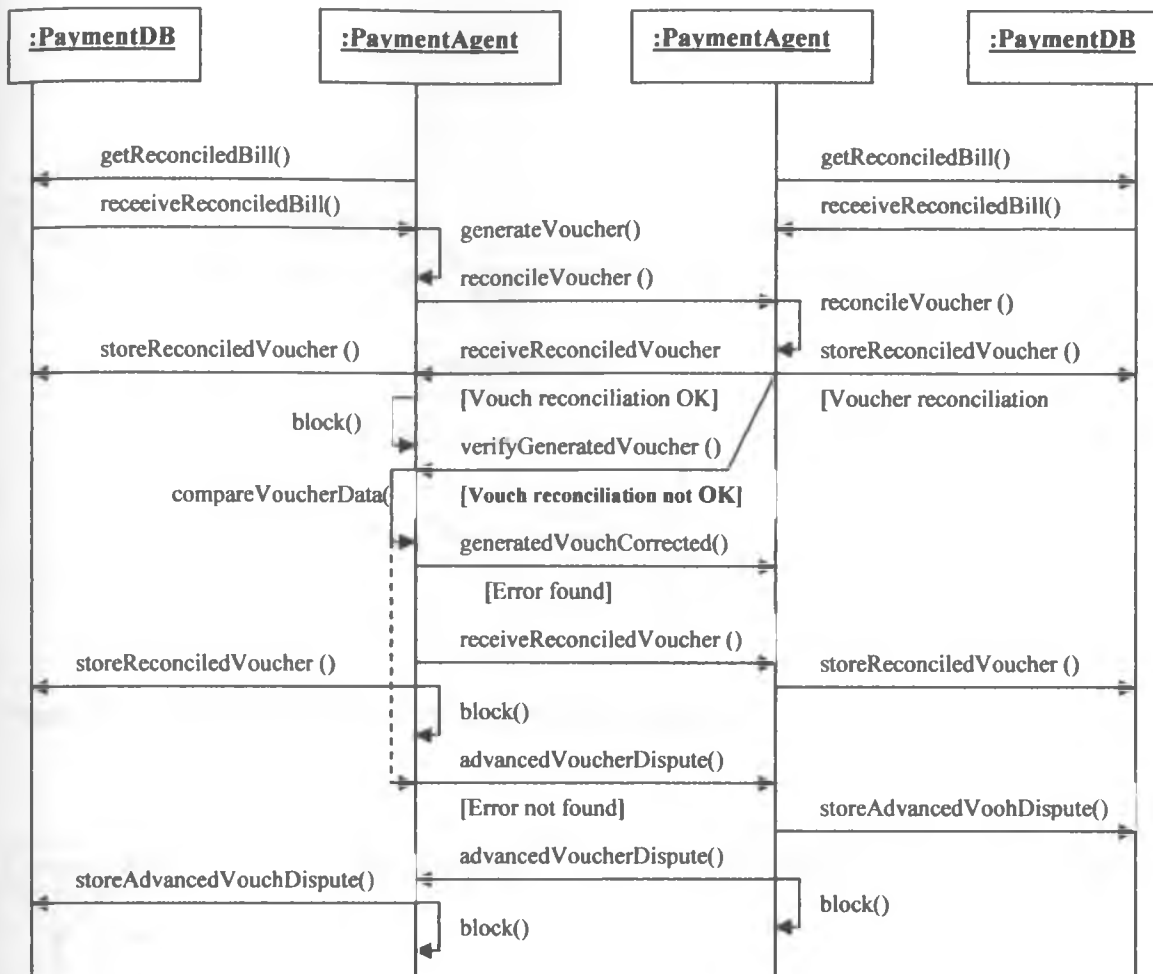 :PaymentDB :PaymentAgent :PaymentAgent :PaymentDB
getReconciledBill() getReconciledBill()
receeiveReconciledBill() receeiveReconciledBill()
generateVoucher()
reconcileVoucher ()
reconcileVoucher ()
storeReconciledVoucher () receiveReconciledVoucher storeReconciledVoucher ()
[Vouch reconciliation OK] [Voucher reconciliation
block()
verifyGeneratedVoucher ()
compareVoucherData( [Vouch reconciliation not OK]
generatedVouchCorrected()
[Error found]
receiveReconciledVoucher ()
storeReconciledVoucher () storeReconciledVoucher ()
block()
advancedVoucherDispute()
[Error not found] storeAdvancedVoohDispute()
advancedVoucherDispute()
storeAdvancedVouchDispute()
block()
block()